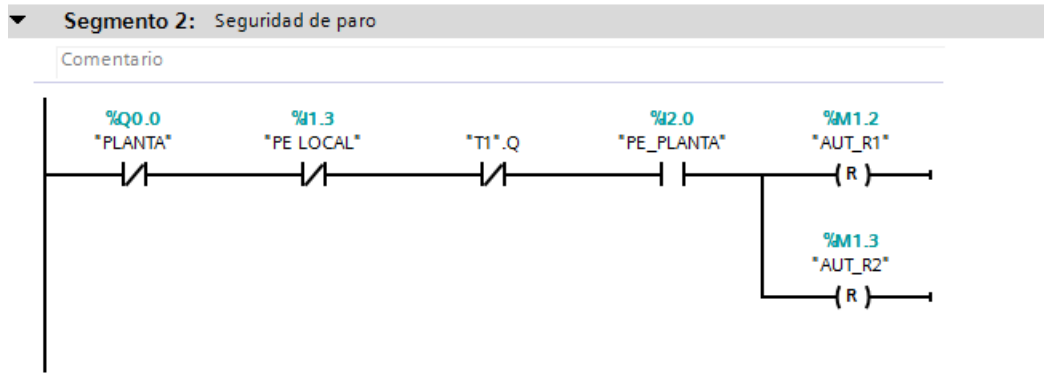 Segmento 2: Seguridad de paro
Comentario
%Q0.0 %I1.3 %I2.0 %M1.2
"PLANTA" "PE LOCAL" "T1".Q "PE_PLANTA" "AUT_R1"
R
%M1.3
"AUT_R2"
R